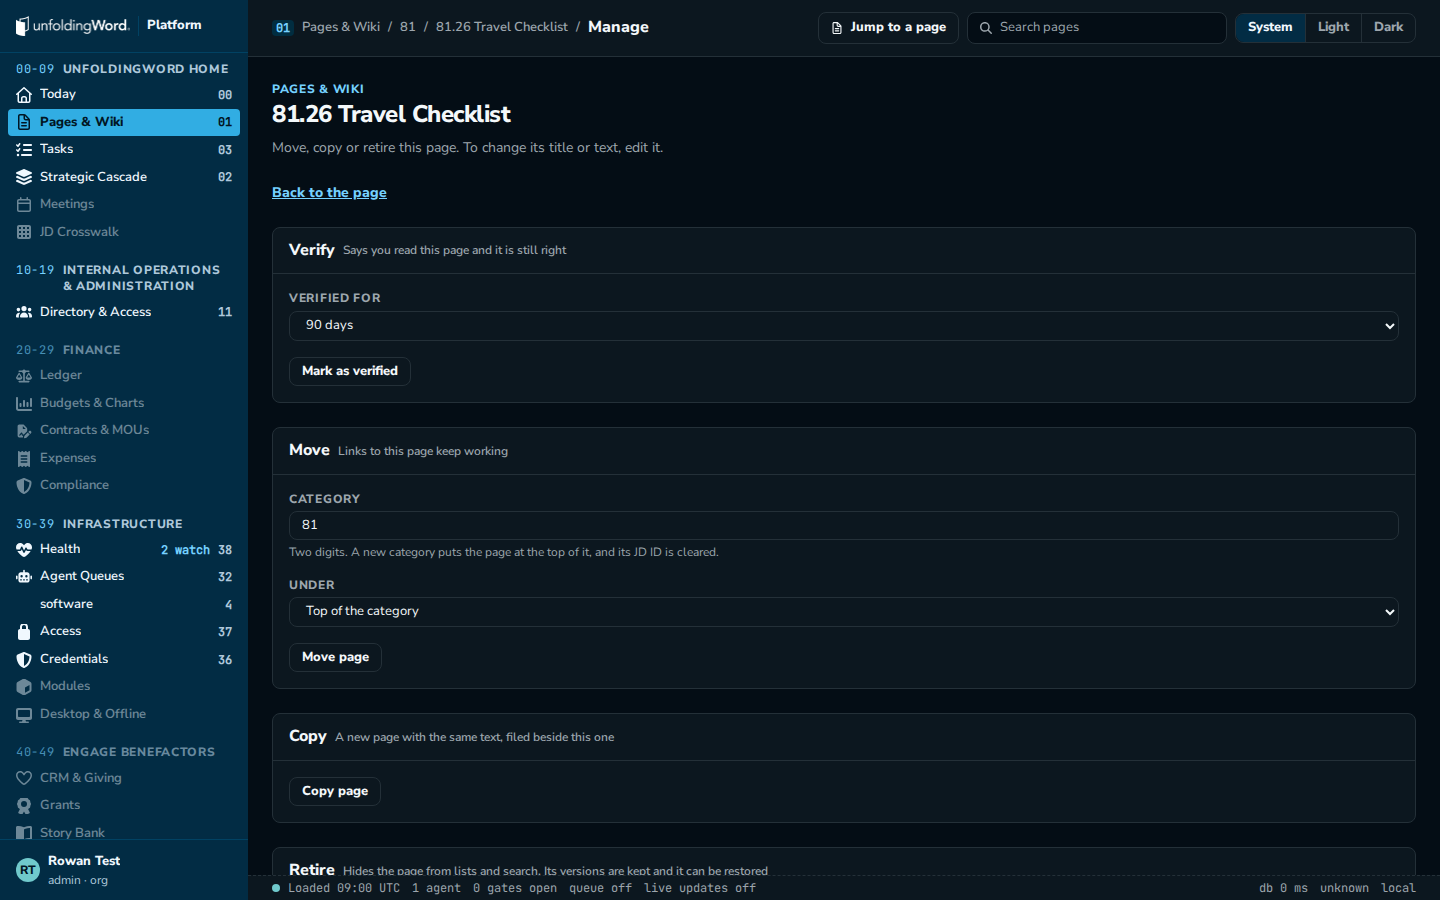 unfoldingWord Platform
01 Pages & Wiki / 81 / 81.26 Travel Checklist / Manage
Jump to a page
Search pages
System Light Dark
00-09 UNFOLDINGWORD HOME
Today 00
Pages & Wiki 01
Tasks 03
Strategic Cascade 02
Meetings
JD Crosswalk
10-19 INTERNAL OPERATIONS
& ADMINISTRATION
Directory & Access 11
20-29 FINANCE
Ledger
Budgets & Charts
Contracts & MOUs
Expenses
Compliance
30-39 INFRASTRUCTURE
Health 2 watch 38
Agent Queues 32
software 4
Access 37
Credentials 36
Modules
Desktop & Offline
40-49 ENGAGE BENEFACTORS
CRM & Giving
Grants
Story Bank
RT Rowan Test
admin · org
PAGES & WIKI
81.26 Travel Checklist
Move, copy or retire this page. To change its title or text, edit it.
Back to the page
Verify Says you read this page and it is still right
VERIFIED FOR
90 days
Mark as verified
Move Links to this page keep working
CATEGORY
81
Two digits. A new category puts the page at the top of it, and its JD ID is cleared.
UNDER
Top of the category
Move page
Copy A new page with the same text, filed beside this one
Copy page
Retire Hides the page from lists and search. Its versions are kept and it can be restored
Loaded 09:00 UTC 1 agent 0 gates open queue off live updates off
db 0 ms unknown local